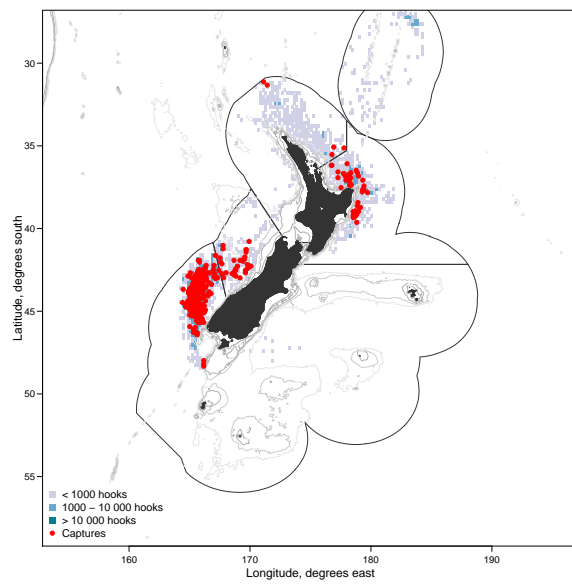 30
35
40
45
50
55
Latitude, degrees south
< 1000 hooks
1000 − 10 000 hooks
> 10 000 hooks
Captures
160
170
180
190
Longitude, degrees east